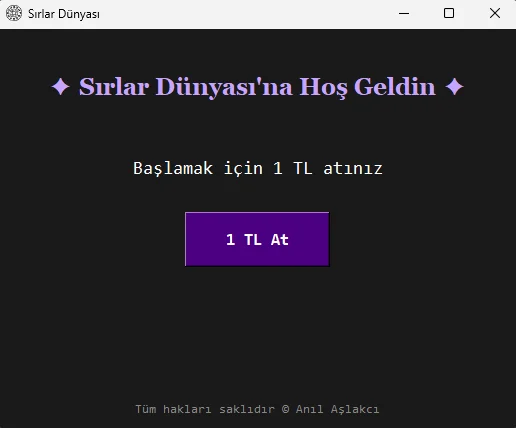 Sırlar Dünyası
✦ Sırlar Dünyası'na Hoş Geldin ✦
Başlamak için 1 TL atınız
1 TL At
Tüm hakları saklıdır © Anıl Aşlakcı